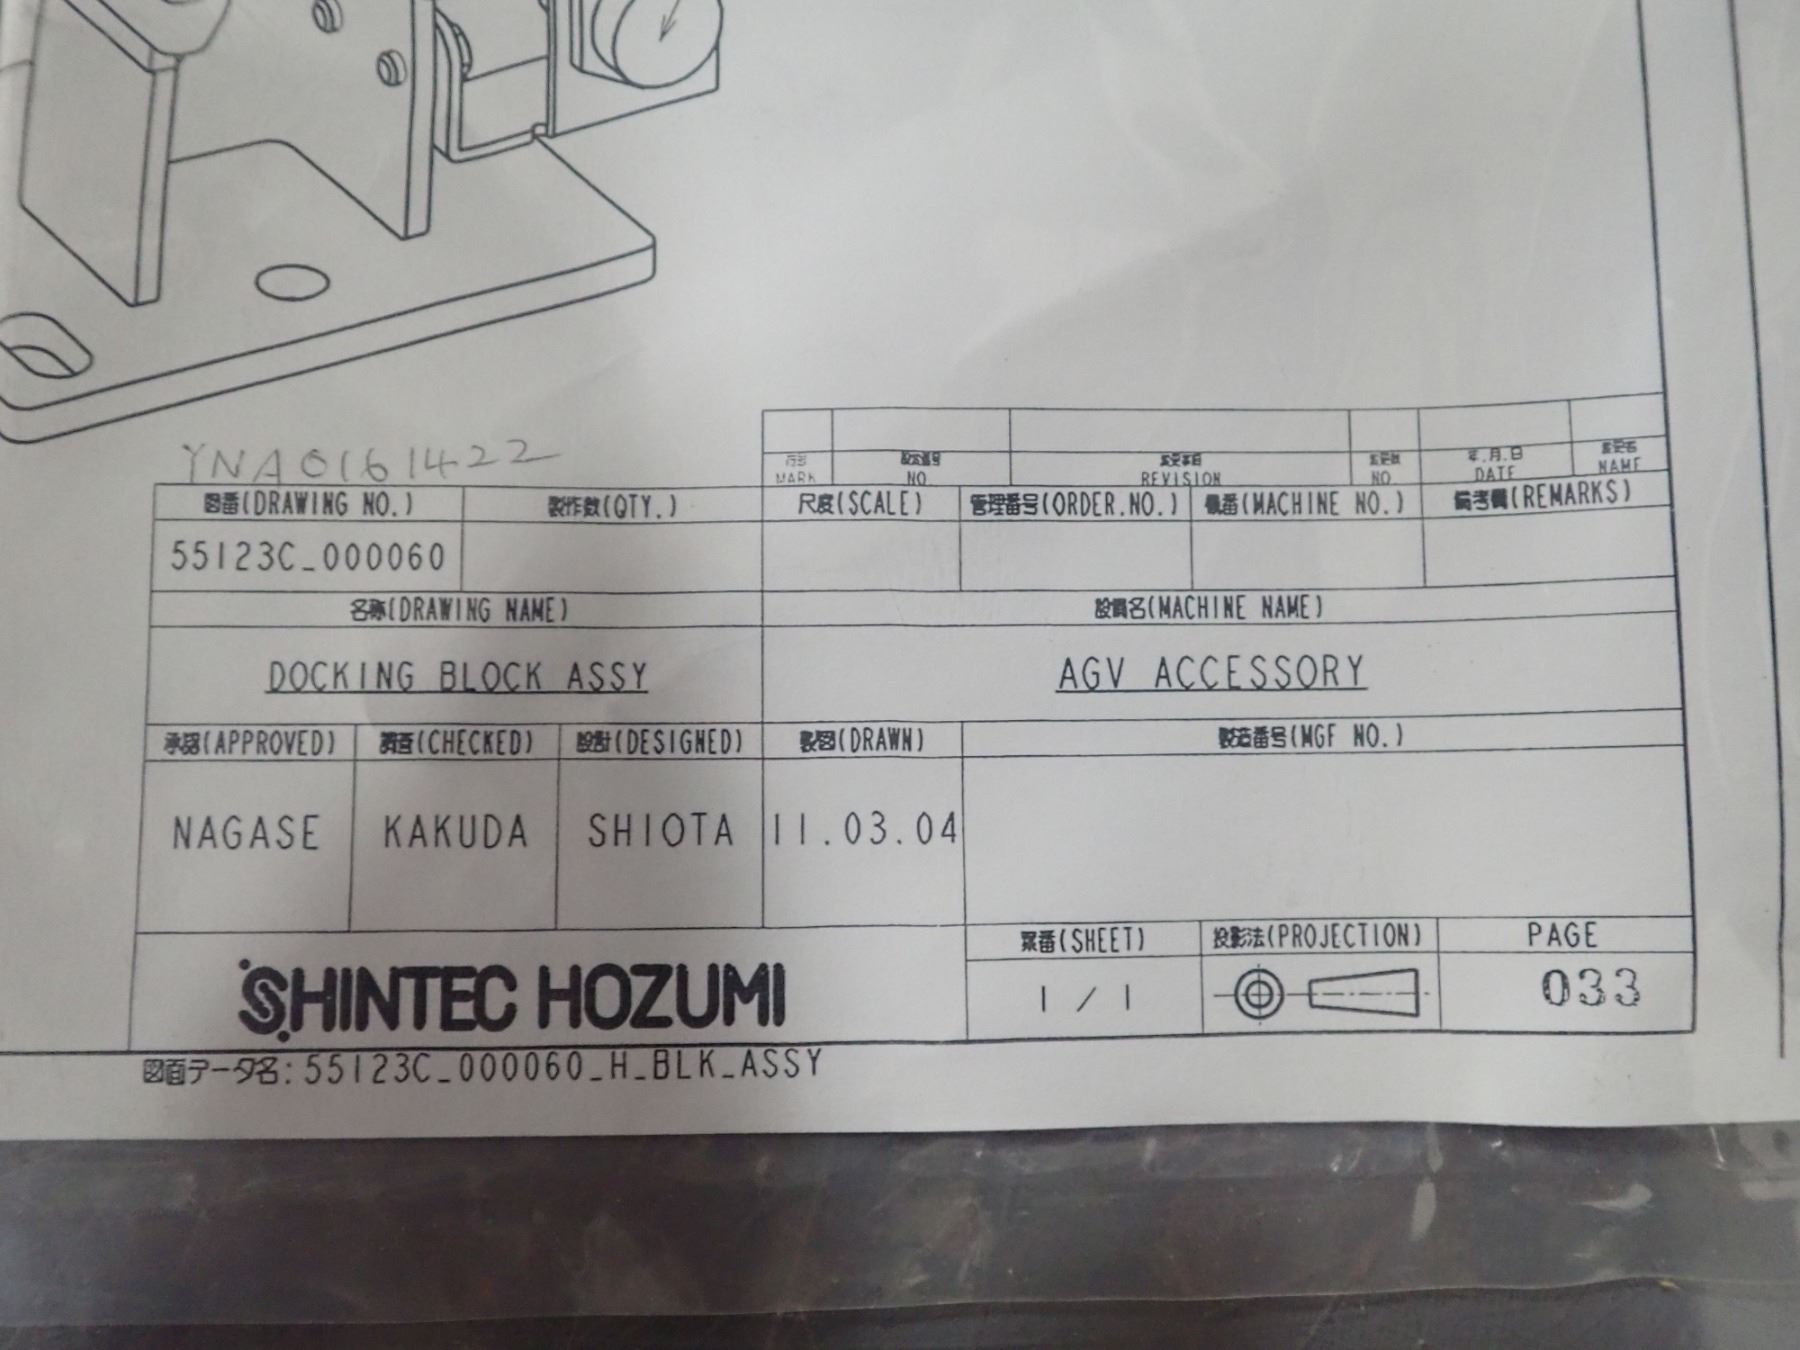 YNA0161422
MARK NO REVISION NO 年.月.日 DATE NAME
図番(DRAWING NO.) 製作数(QTY.) 尺度(SCALE) 管理番号(ORDER.NO.) 機番(MACHINE NO.) 備考欄(REMARKS)
55123C_000060
名称(DRAWING NAME) 設備名(MACHINE NAME)
DOCKING BLOCK ASSY AGV ACCESSORY
承認(APPROVED) 調査(CHECKED) 設計(DESIGNED) 製図(DRAWN) 製造番号(MGF NO.)
NAGASE KAKUDA SHIOTA 11.03.04
葉番(SHEET) 投影法(PROJECTION) PAGE
1 / 1 033
SHINTEC HOZUMI
図面データ名:55123C_000060_H_BLK_ASSY